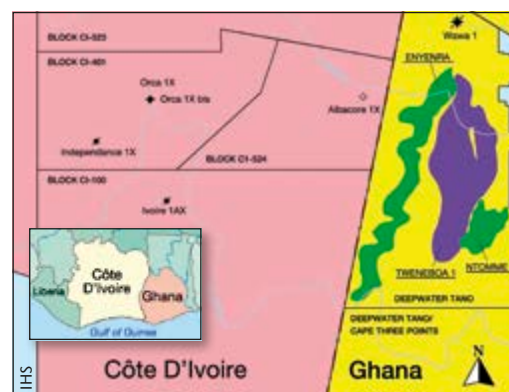 BLOCK CI-523
Wawa 1
ENYENRA
BLOCK CI-401
Orca 1X
Orca 1X bis
Albacore 1X
Independance 1X
BLOCK C1-524
BLOCK CI-100
Ivoire 1AX
Côte
D'Ivoire
Liberia
Ghana
Gulf of Guinea
TWENEBOA 1
NTOMME
DEEPWATER TANO
DEEPWATER TANO/
CAPE THREE POINTS
N
Côte D'Ivoire
Ghana
IHS